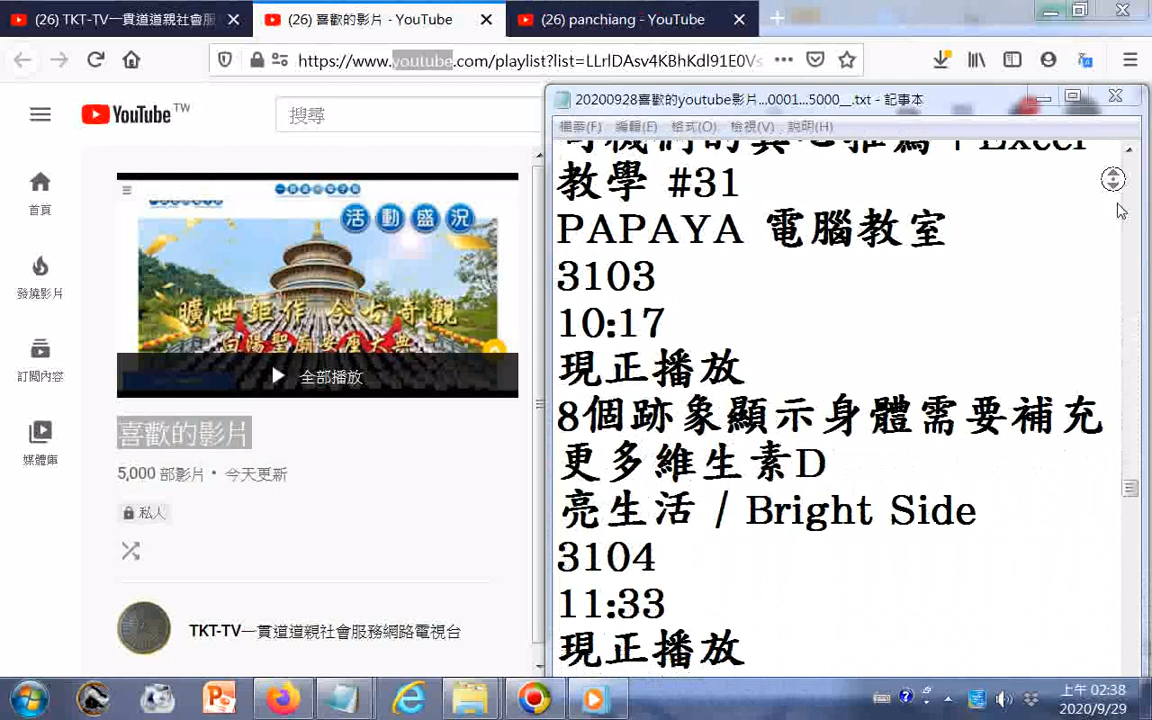 (26) TKT-TV一貫道道親社會服
(26) 喜歡的影片 - YouTube
(26) panchiang - YouTube
https://www.youtube.com/playlist?list=LLrlDAsv4KBhKdl91E0Vs
YouTube TW
搜尋
首頁
發燒影片
訂閱內容
媒體庫
活動盛況
曠世鉅作 今古奇觀
白陽聖廟安座大典
全部播放
喜歡的影片
5,000 部影片・今天更新
私人
TKT-TV一貫道道親社會服務網路電視台
20200928喜歡的youtube影片...0001...5000__.txt - 記事本
檔案(F) 編輯(E) 格式(O) 檢視(V) 說明(H)
教學 #31
PAPAYA 電腦教室
3103
10:17
現正播放
8個跡象顯示身體需要補充
更多維生素D
亮生活 / Bright Side
3104
11:33
現正播放
上午 02:38
2020/9/29